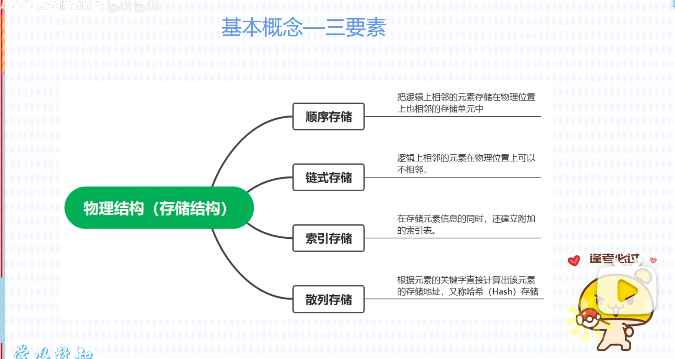 基本概念—三要素
顺序存储
把逻辑上相邻的元素存储在物理位置
上也相邻的存储单元中
链式存储
逻辑上相邻的元素在物理位置上可以
不相邻。
物理结构（存储结构）
索引存储
在存储元素信息的同时，还建立附加
的索引表。
散列存储
根据元素的关键字直接计算出该元素
的存储地址，又称哈希（Hash）存储
逢考必过